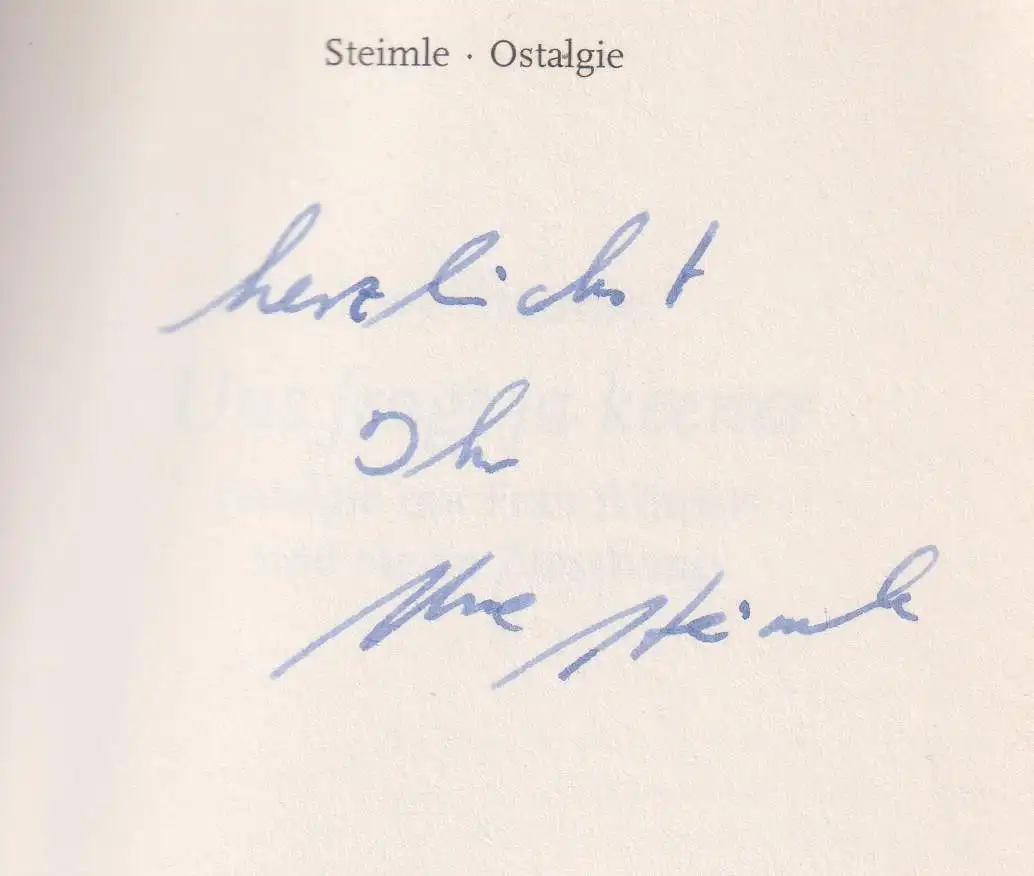 Steimle · Ostalgie
herzlichst
Ihr
Uwe Steimle